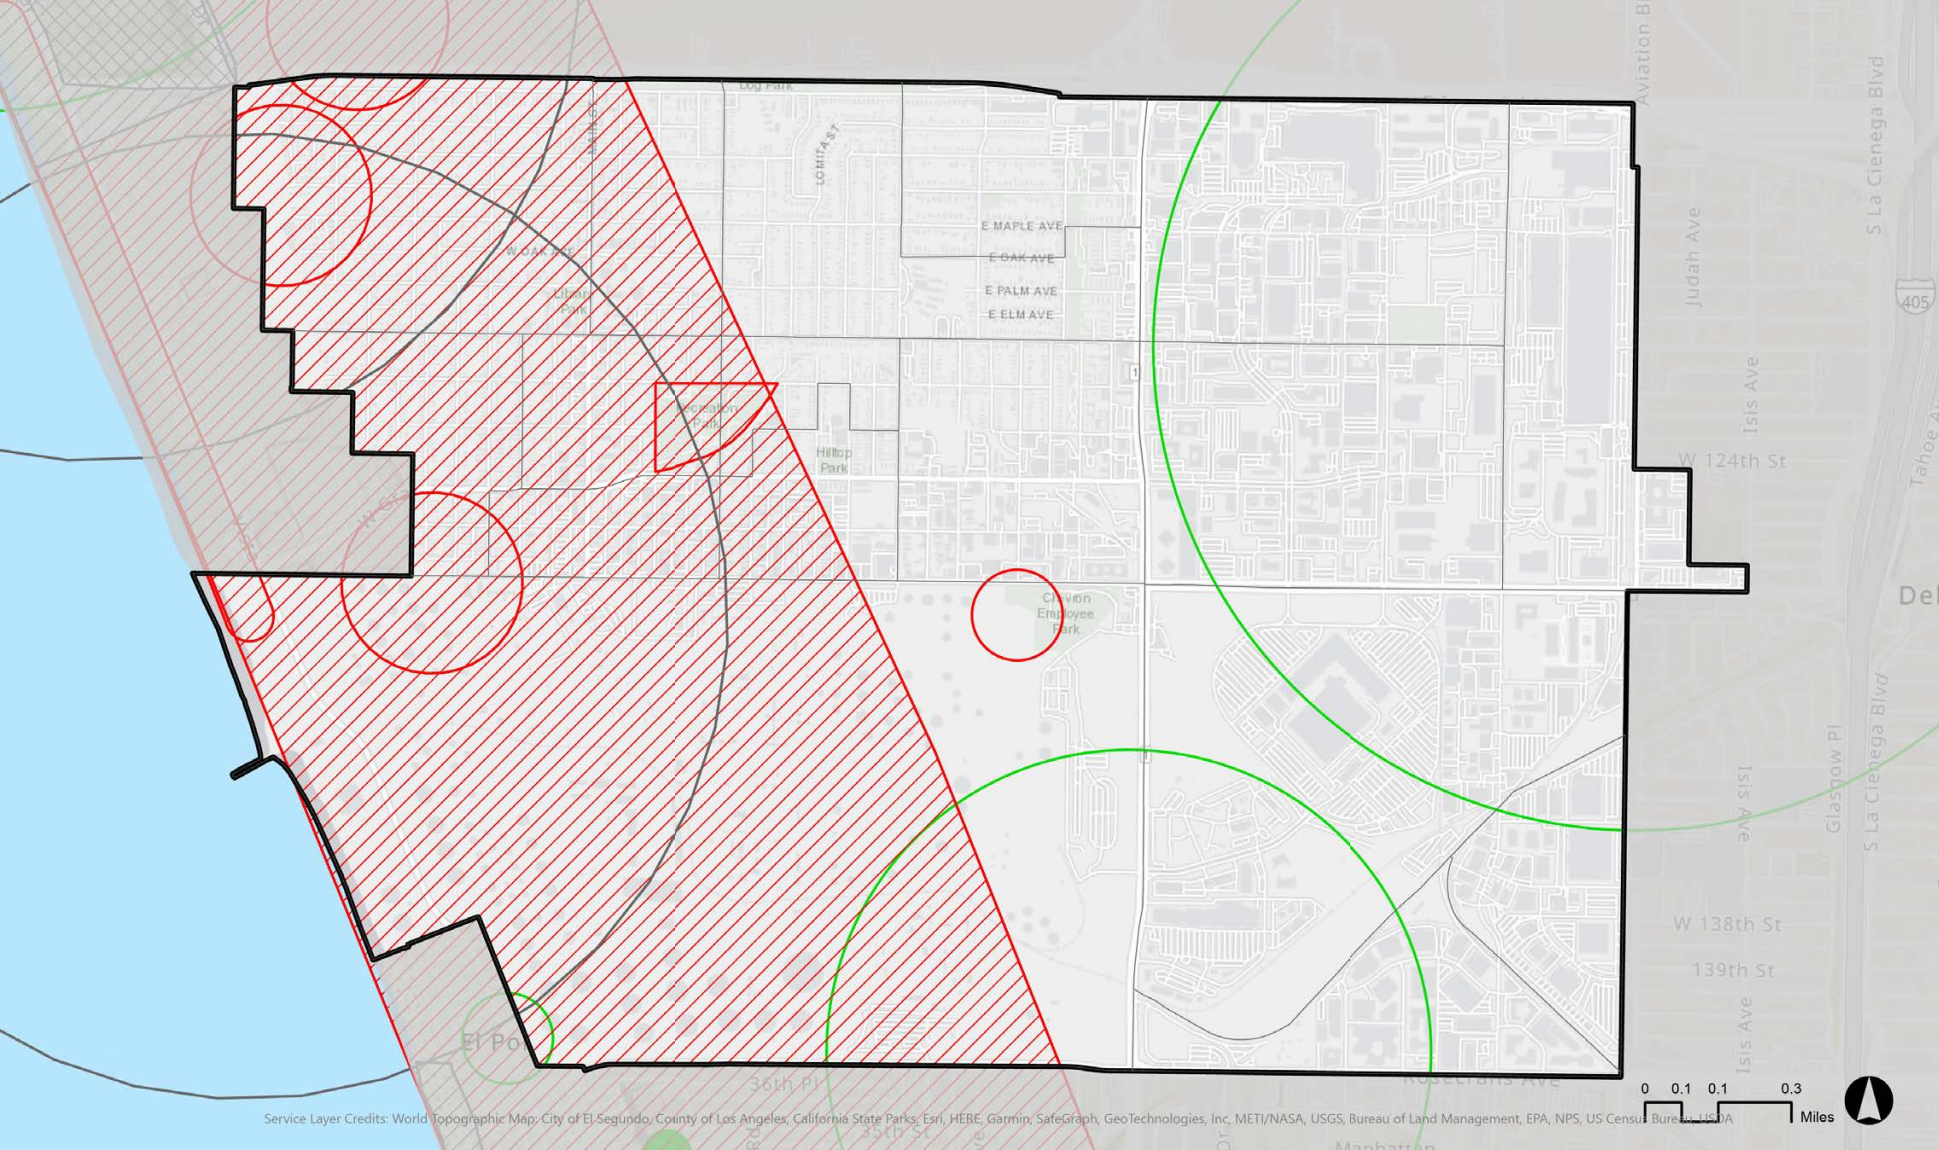 Dog Park
MAIN ST
LOMITA ST
Aviation Bl
S La Cienega Blvd
E MAPLE AVE
W OAK AVE
E OAK AVE
Judah Ave
E PALM AVE
Library
Park
E ELM AVE
405
1
Isis Ave
Recreation
Park
Hilltop
Park
W 124th St
Tahoe A
Chevron
Employee
Park
Del
Glasgow Pl
S La Cienega Blvd
Isis Ave
W 138th St
139th St
Isis Ave
El Po
36th Pl
Rosecrans Ave
35th St
Manhattan
0 0.1 0.1 0.3
Miles
Service Layer Credits: World Topographic Map: City of El Segundo, County of Los Angeles, California State Parks, Esri, HERE, Garmin, SafeGraph, GeoTechnologies, Inc, METI/NASA, USGS, Bureau of Land Management, EPA, NPS, US Census Bureau, USDA